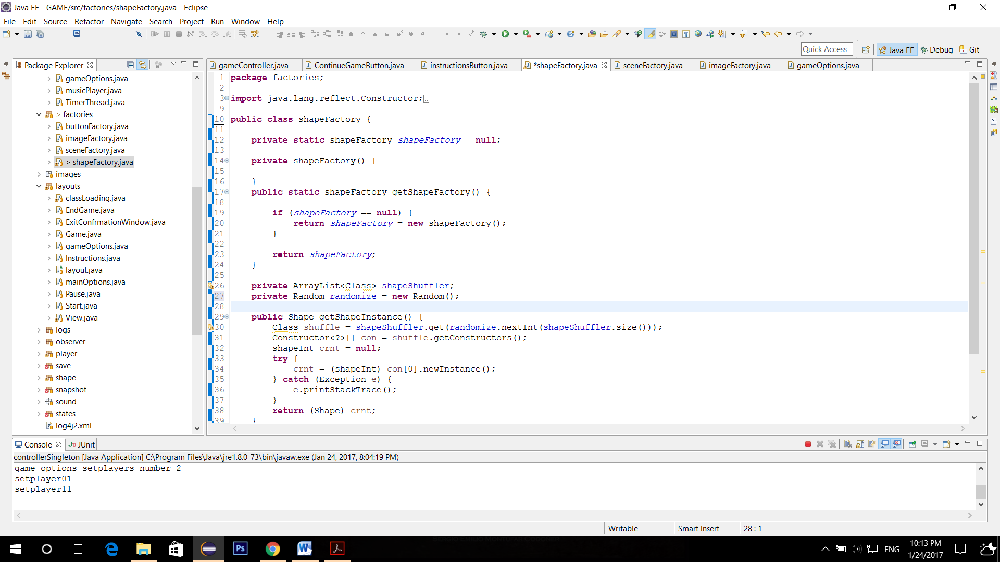 Java EE - GAME/src/factories/shapeFactory.java - Eclipse
File Edit Source Refactor Navigate Search Project Run Window Help
Quick Access Java EE Debug Git
Package Explorer
gameOptions.java
musicPlayer.java
TimerThread.java
> factories
buttonFactory.java
imageFactory.java
sceneFactory.java
> shapeFactory.java
images
layouts
classLoading.java
EndGame.java
ExitConfrmationWindow.java
Game.java
gameOptions.java
Instructions.java
layout.java
mainOptions.java
Pause.java
Start.java
View.java
logs
observer
player
save
shape
snapshot
sound
states
log4j2.xml
gameController.java ContinueGameButton.java instructionsButton.java *shapeFactory.java sceneFactory.java imageFactory.java gameOptions.java
1 package factories;
2
3 import java.lang.reflect.Constructor;
9
10 public class shapeFactory {
11
12 private static shapeFactory shapeFactory = null;
13
14 private shapeFactory() {
15
16 }
17 public static shapeFactory getShapeFactory() {
18
19 if (shapeFactory == null) {
20 return shapeFactory = new shapeFactory();
21 }
22
23 return shapeFactory;
24 }
25
26 private ArrayList<Class> shapeShuffler;
27 private Random randomize = new Random();
28
29 public Shape getShapeInstance() {
30 Class shuffle = shapeShuffler.get(randomize.nextInt(shapeShuffler.size()));
31 Constructor<?>[] con = shuffle.getConstructors();
32 shapeInt crnt = null;
33 try {
34 crnt = (shapeInt) con[0].newInstance();
35 } catch (Exception e) {
36 e.printStackTrace();
37 }
38 return (Shape) crnt;
39 }
Console JUnit
controllerSingleton [Java Application] C:\Program Files\Java\jre1.8.0_73\bin\javaw.exe (Jan 24, 2017, 8:04:19 PM)
game options setplayers number 2
setplayer01
setplayer11
Writable Smart Insert 28 : 1
Ps
ENG
10:13 PM
1/24/2017